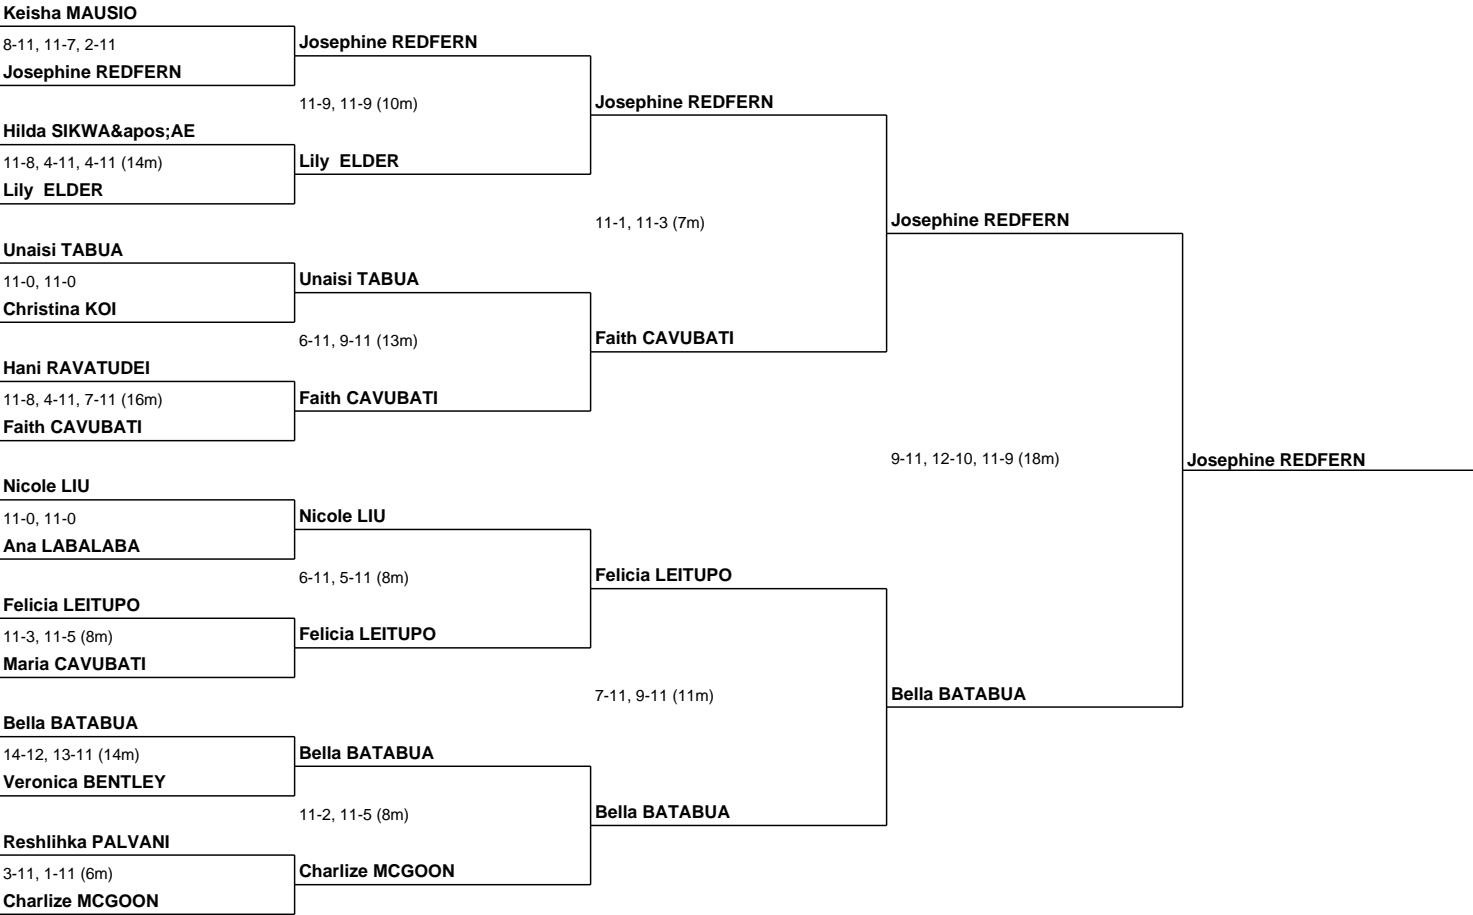 Keisha MAUSIO
8-11, 11-7, 2-11
Josephine REDFERN
Hilda SIKWA&apos;AE
11-8, 4-11, 4-11 (14m)
Lily  ELDER
Unaisi TABUA
11-0, 11-0
Christina KOI
Hani RAVATUDEI
11-8, 4-11, 7-11 (16m)
Faith CAVUBATI
Nicole LIU
11-0, 11-0
Ana LABALABA
Felicia LEITUPO
11-3, 11-5 (8m)
Maria CAVUBATI
Bella BATABUA
14-12, 13-11 (14m)
Veronica BENTLEY
Reshlihka PALVANI
3-11, 1-11 (6m)
Charlize MCGOON
Josephine REDFERN
11-9, 11-9 (10m)
Lily  ELDER
Unaisi TABUA
6-11, 9-11 (13m)
Faith CAVUBATI
Nicole LIU
6-11, 5-11 (8m)
Felicia LEITUPO
Bella BATABUA
11-2, 11-5 (8m)
Charlize MCGOON
Josephine REDFERN
11-1, 11-3 (7m)
Faith CAVUBATI
Felicia LEITUPO
7-11, 9-11 (11m)
Bella BATABUA
Josephine REDFERN
9-11, 12-10, 11-9 (18m)
Bella BATABUA
Josephine REDFERN